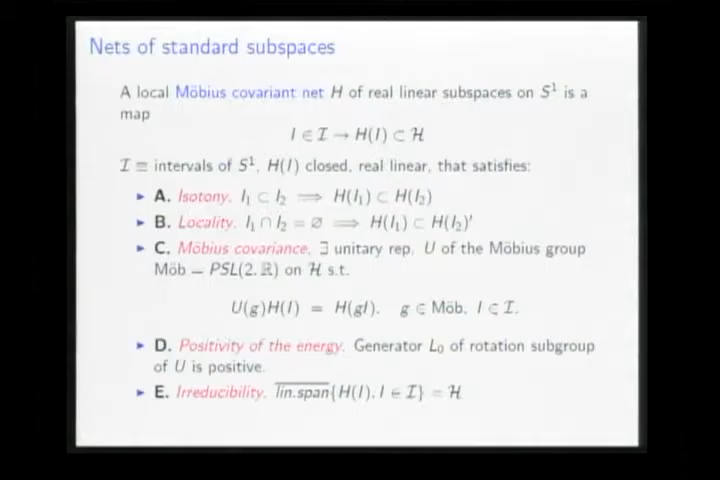 Nets of standard subspaces
A local Möbius covariant net H of real linear subspaces on S¹ is a
map
I ∈ ℐ → H(I) ⊂ ℋ
ℐ ≡ intervals of S¹, H(I) closed, real linear, that satisfies:
▸ A. Isotony. I₁ ⊂ I₂ ⟹ H(I₁) ⊂ H(I₂)
▸ B. Locality. I₁ ∩ I₂ = ∅ ⟹ H(I₁) ⊂ H(I₂)′
▸ C. Möbius covariance. ∃ unitary rep. U of the Möbius group
Möb = PSL(2, ℝ) on ℋ s.t.
U(g)H(I) = H(gI), g ∈ Möb, I ∈ ℐ.
▸ D. Positivity of the energy. Generator L₀ of rotation subgroup
of U is positive.
▸ E. Irreducibility. lin.span{H(I), I ∈ ℐ} = ℋ